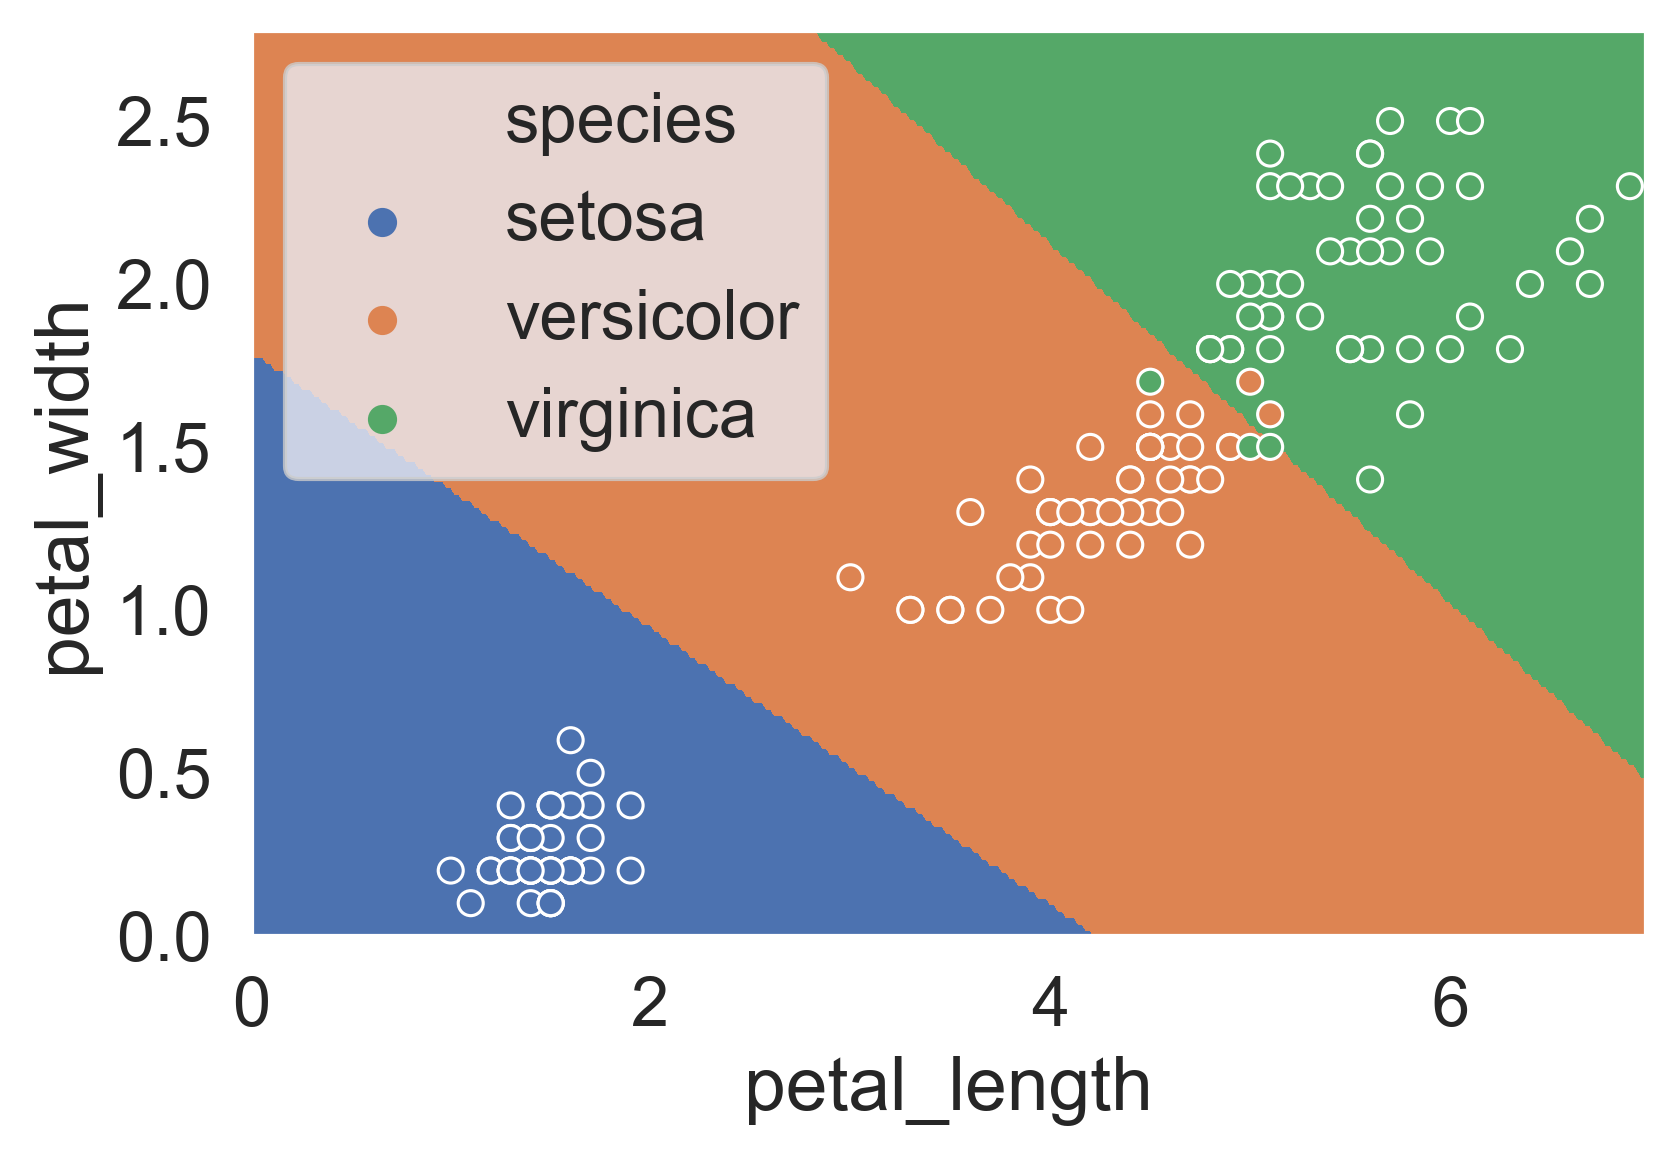 species
setosa
versicolor
virginica
2.5
2.0
1.5
1.0
0.5
0.0
petal_width
0 2 4 6
petal_length